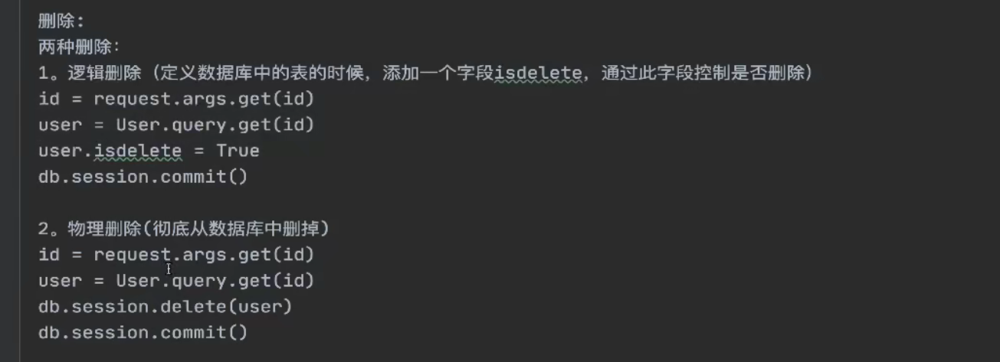 删除:
两种删除:
1。逻辑删除（定义数据库中的表的时候，添加一个字段isdelete，通过此字段控制是否删除）
id = request.args.get(id)
user = User.query.get(id)
user.isdelete = True
db.session.commit()
2。物理删除(彻底从数据库中删掉)
id = request.args.get(id)
user = User.query.get(id)
db.session.delete(user)
db.session.commit()